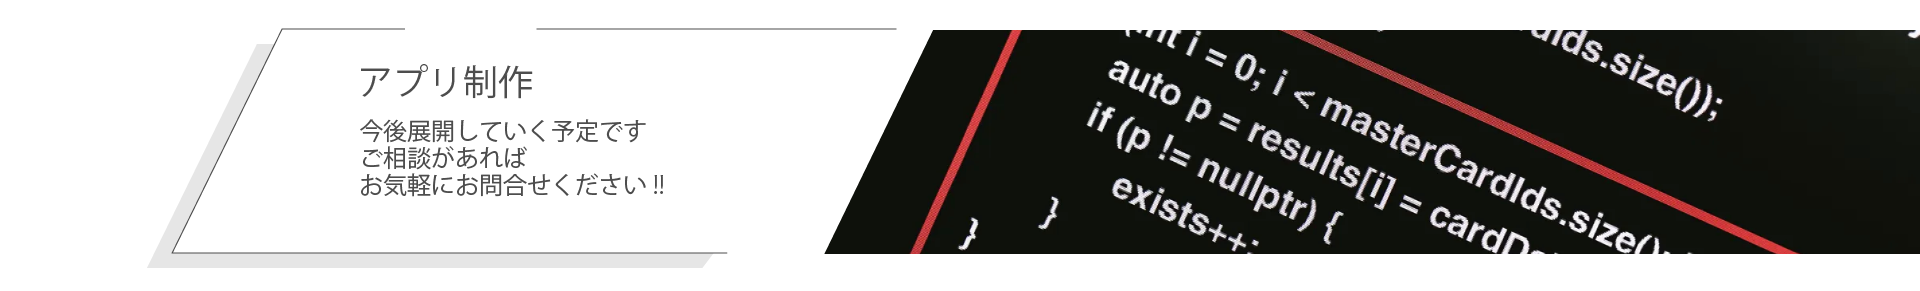 アプリ制作
今後展開していく予定です
ご相談があれば
お気軽にお問合せください!!
int i = 0; i < masterCardIds.size();
auto p = results[i] = cardD
if (p != nullptr) {
exists++;
}
}
rdIds.size());